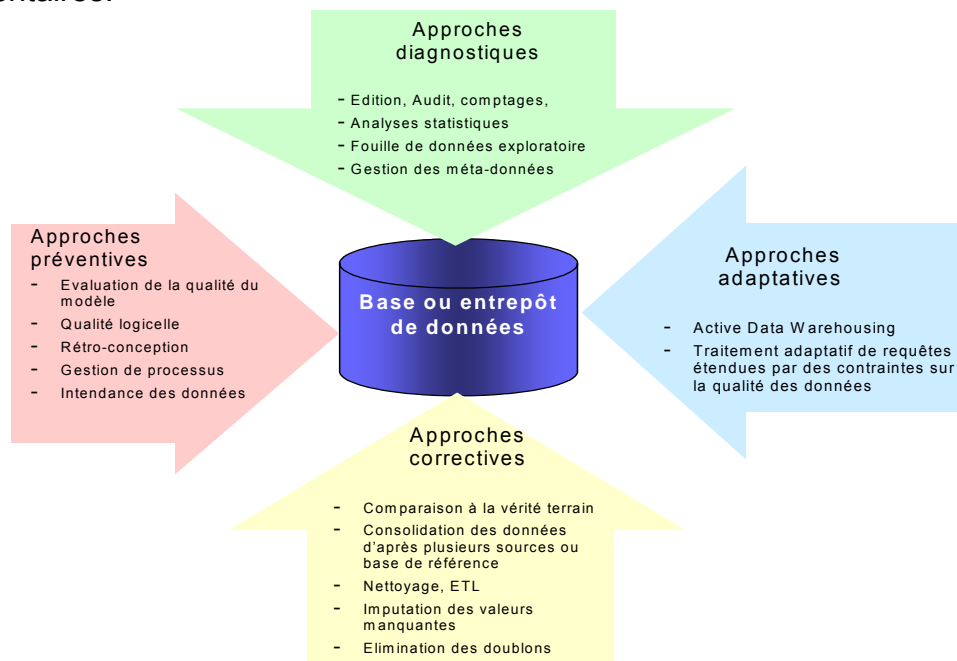 Approches
diagnostiques
- Edition, Audit, comptages,
- Analyses statistiques
- Fouille de données exploratoire
- Gestion des méta-données
Approches
préventives
- Evaluation de la qualité du
modèle
- Qualité logicelle
- Rétro-conception
- Gestion de processus
- Intendance des données
Base ou entrepôt
de données
Approches
adaptatives
- Active Data Warehousing
- Traitement adaptatif de requêtes
étendues par des contraintes sur
la qualité des données
Approches
correctives
- Comparaison à la vérité terrain
- Consolidation des données
d'après plusieurs sources ou
base de référence
- Nettoyage, ETL
- Imputation des valeurs
manquantes
- Elimination des doublons